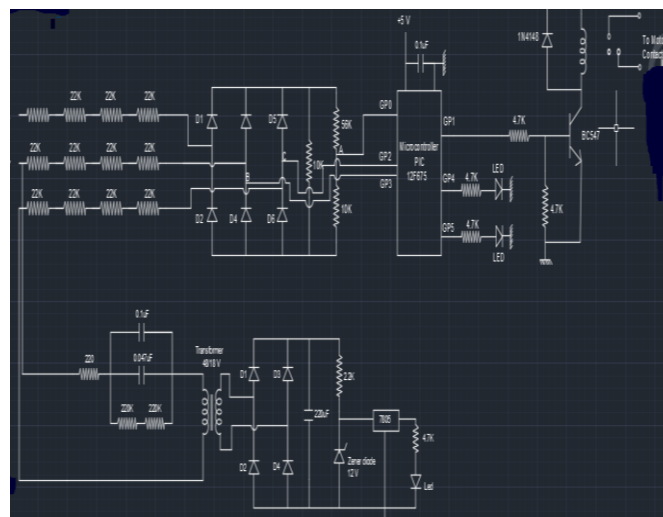 +5 V
1N4148
0.1uF
To Moto
Contact
22K 22K 22K
D1 D5
56K
GP0
GP1
4.7K
BC547
22K 22K 22K 22K
C
10K
A
GP2
Microcontroller
PIC
12F675
GP3
B
GP4
4.7K
LED
22K 22K 22K 22K
D2 D4 D6
10K
4.7K
GP5
4.7K
LED
0.1uF
Transformer
48/18 V
220
0.047uF
D1 D3
2.2K
220K 220K
220uF
7805
4.7K
D2 D4
Zener diode
12 V
Led